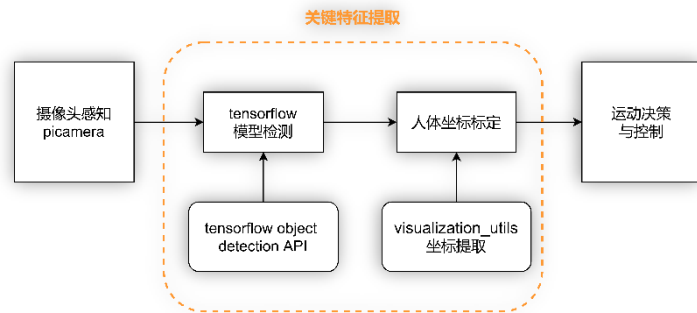 关键特征提取
摄像头感知
picamera
tensorflow
模型检测
人体坐标标定
运动决策
与控制
tensorflow object
detection API
visualization_utils
坐标提取